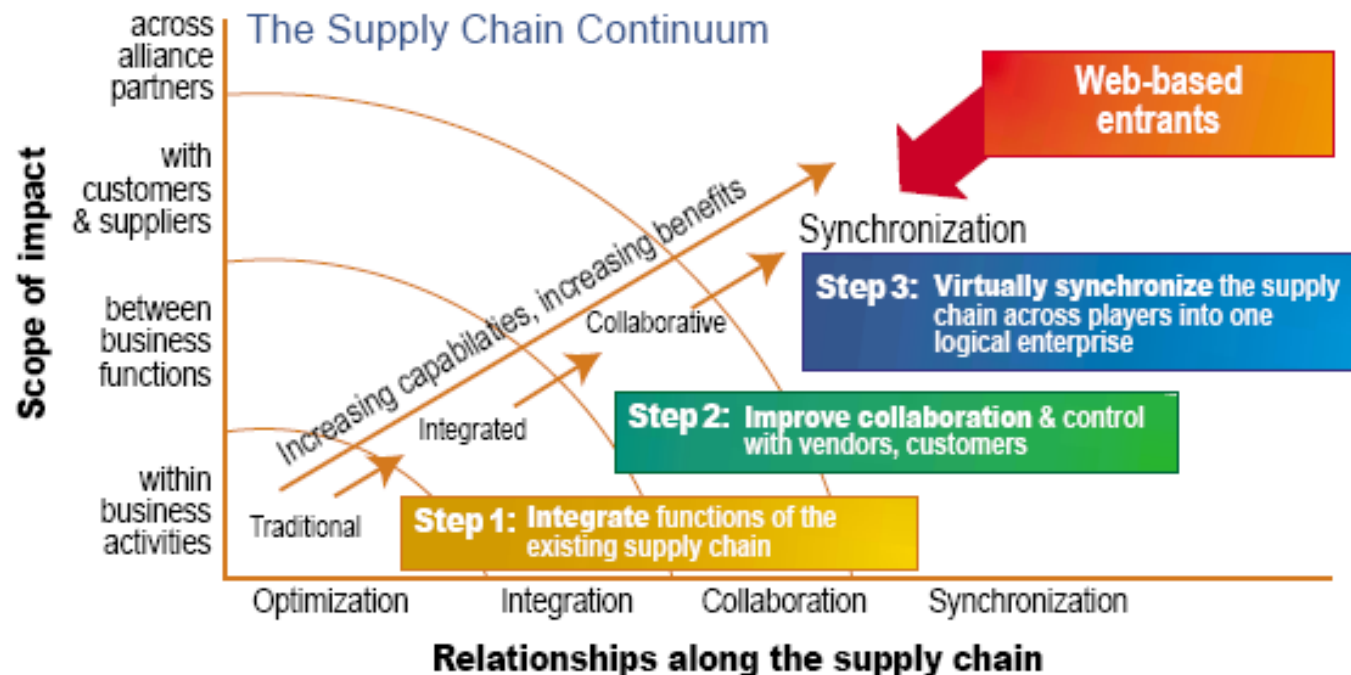 The Supply Chain Continuum
across
alliance
partners
with
customers
& suppliers
between
business
functions
within
business
activities
Scope of impact
Web-based
entrants
Increasing capabilaties, increasing benefits
Synchronization
Step 3: Virtually synchronize the supply
chain across players into one
logical enterprise
Collaborative
Step 2: Improve collaboration & control
with vendors, customers
Integrated
Step 1: Integrate functions of the
existing supply chain
Traditional
Optimization
Integration
Collaboration
Synchronization
Relationships along the supply chain